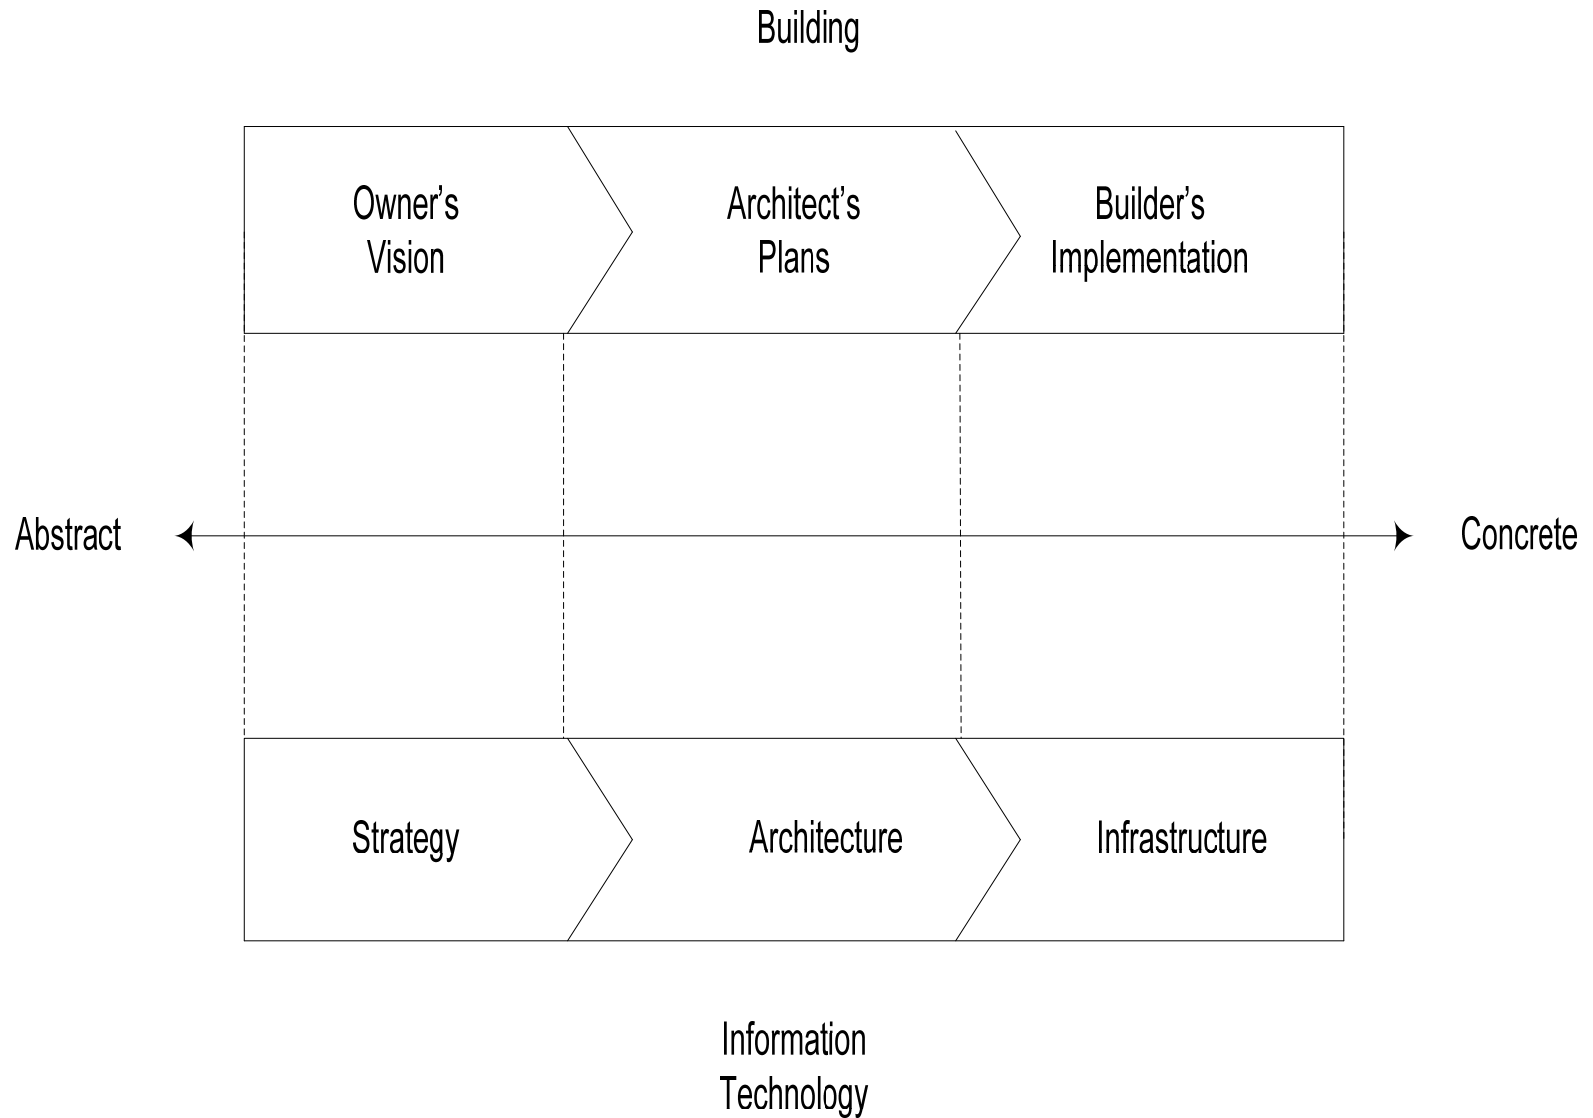 Building
Owner’s
Vision
Architect’s
Plans
Builder’s
Implementation
Abstract
Concrete
Strategy
Architecture
Infrastructure
Information
Technology